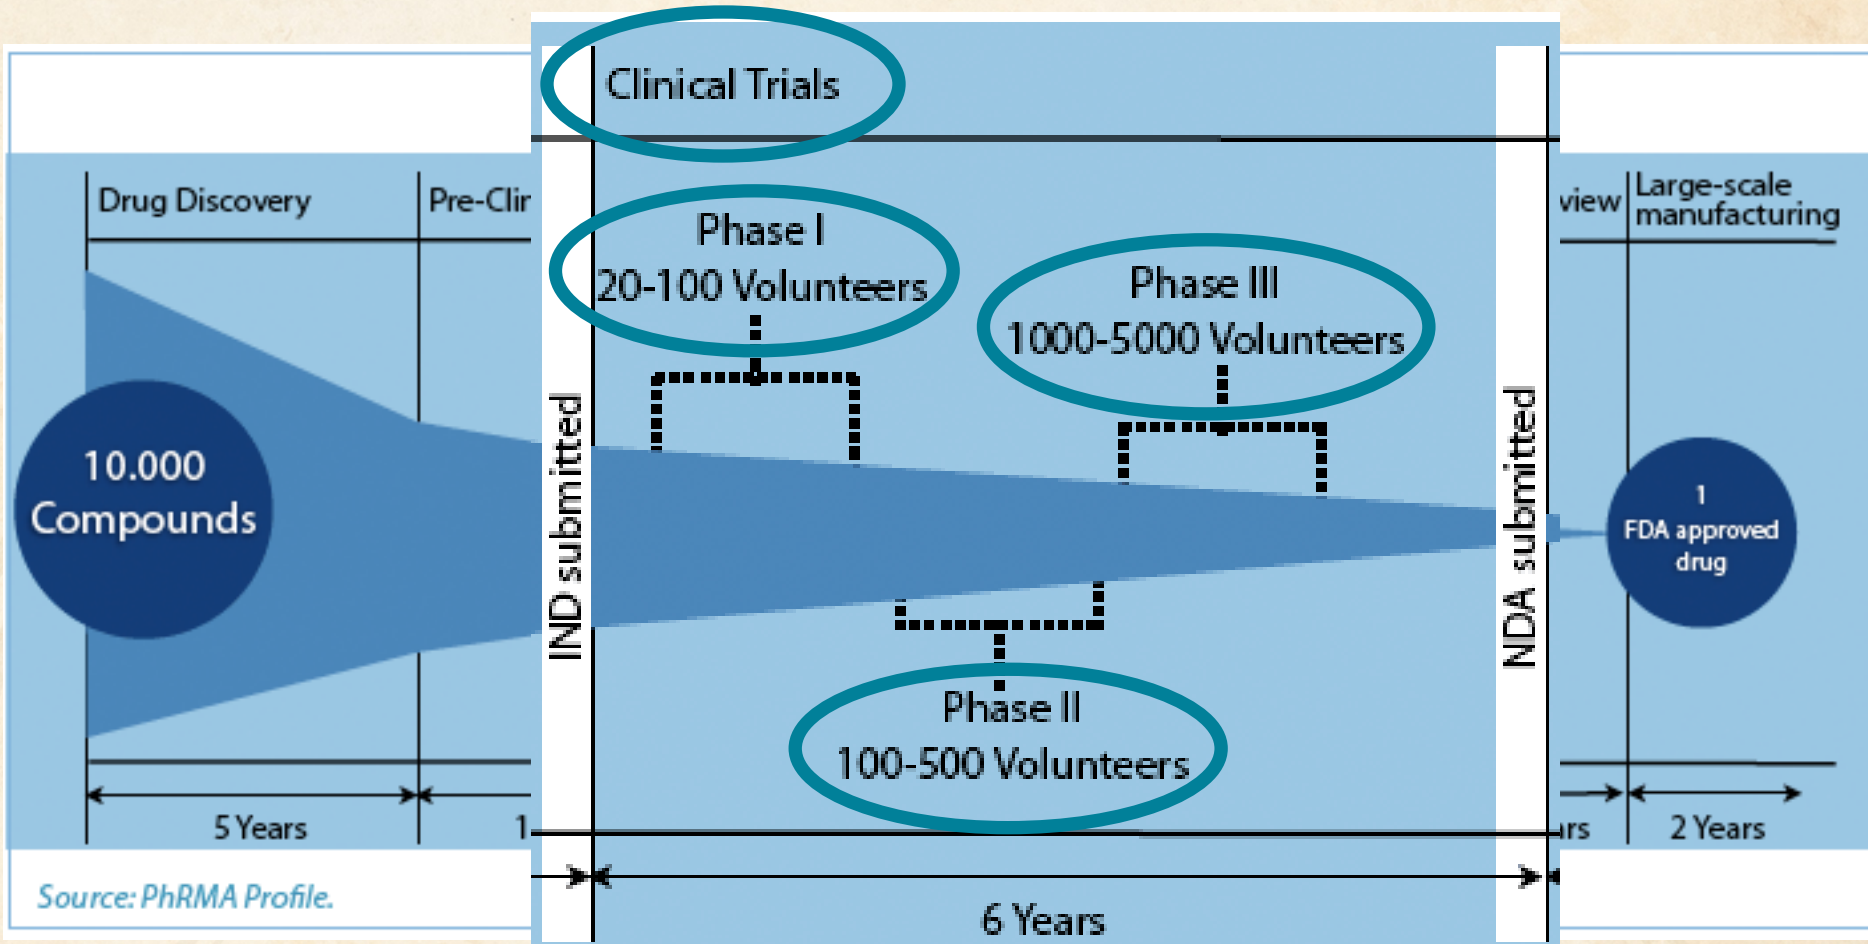 Clinical Trials
Drug Discovery
Pre-Clin
view
Large-scale
manufacturing
Phase I
20-100 Volunteers
Phase III
1000-5000 Volunteers
10.000
Compounds
IND submitted
NDA submitted
1
FDA approved
drug
Phase II
100-500 Volunteers
5 Years
1
6 Years
rs
2 Years
Source: PhRMA Profile.